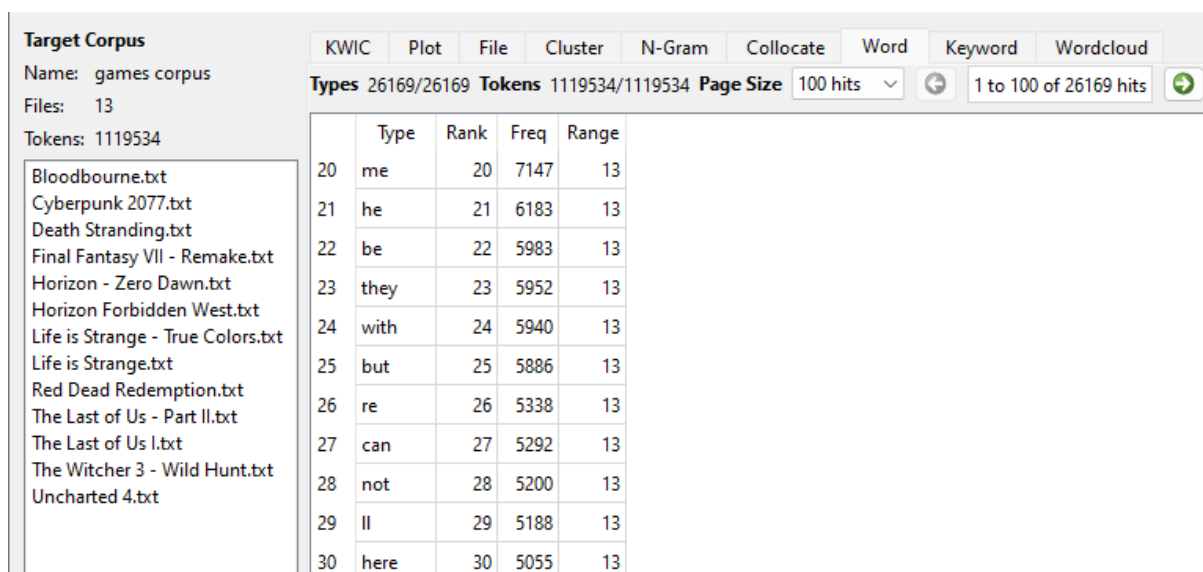 Target Corpus
Name: games corpus
Files: 13
Tokens: 1119534
Bloodbourne.txt
Cyberpunk 2077.txt
Death Stranding.txt
Final Fantasy VII - Remake.txt
Horizon - Zero Dawn.txt
Horizon Forbidden West.txt
Life is Strange - True Colors.txt
Life is Strange.txt
Red Dead Redemption.txt
The Last of Us - Part II.txt
The Last of Us I.txt
The Witcher 3 - Wild Hunt.txt
Uncharted 4.txt
KWIC Plot File Cluster N-Gram Collocate Word Keyword Wordcloud
Types 26169/26169 Tokens 1119534/1119534 Page Size 100 hits 1 to 100 of 26169 hits
Type Rank Freq Range
20 me 20 7147 13
21 he 21 6183 13
22 be 22 5983 13
23 they 23 5952 13
24 with 24 5940 13
25 but 25 5886 13
26 re 26 5338 13
27 can 27 5292 13
28 not 28 5200 13
29 ll 29 5188 13
30 here 30 5055 13